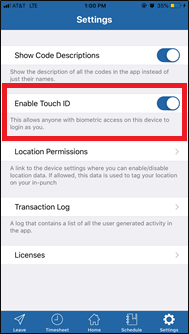 AT&T LTE 1:00 PM
Settings
Show Code Descriptions
Show the description of all the codes in the app instead of
just their names.
Enable Touch ID
This allows anyone with biometric access on this device to
login as you.
Location Permissions
A link to the device settings where you can enable/disable
location data. If allowed, this data is used to tag your location
on your in-punch
Transaction Log
A log that contains a list of all the user generated activity in
the app.
Licenses
Leave Timesheet Home Schedule Settings